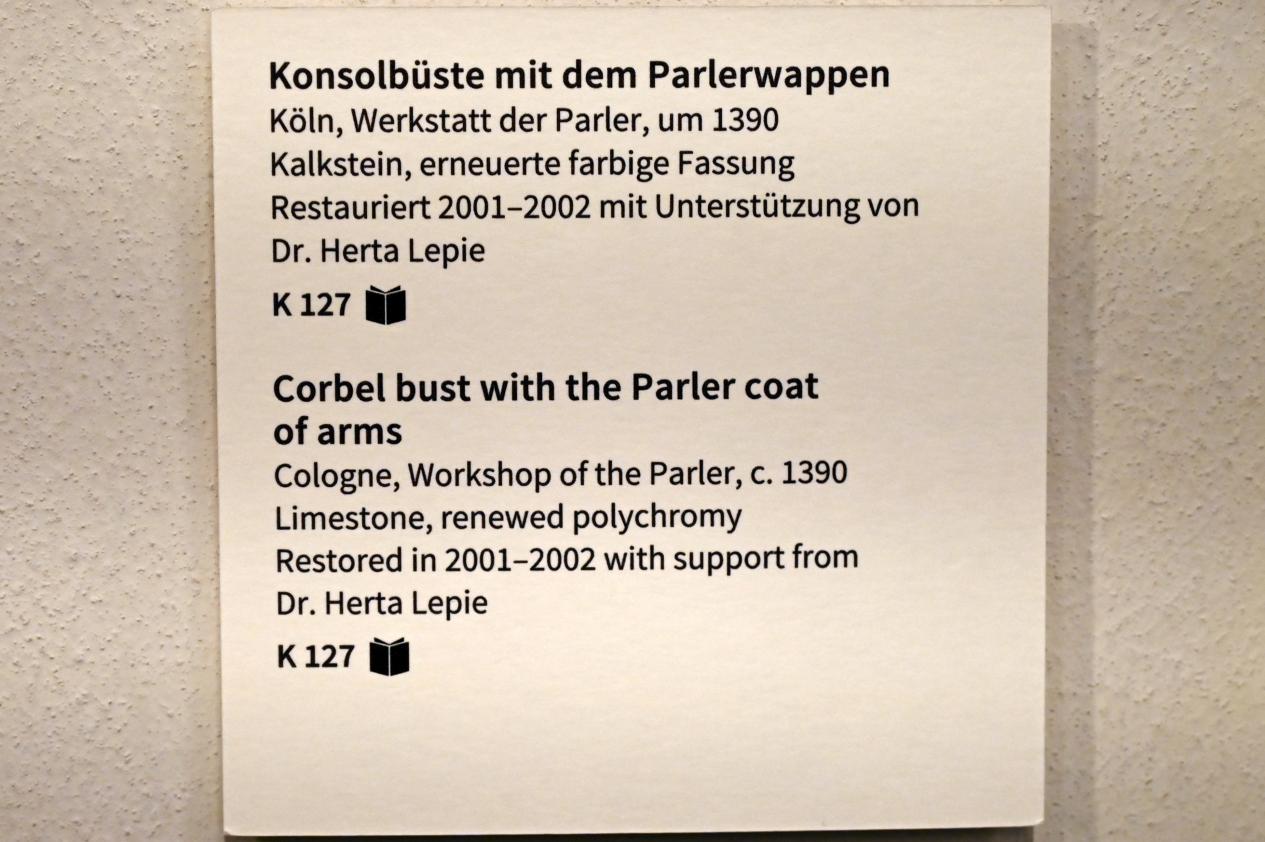 Konsolbüste mit dem Parlerwappen
Köln, Werkstatt der Parler, um 1390
Kalkstein, erneuerte farbige Fassung
Restauriert 2001–2002 mit Unterstützung von
Dr. Herta Lepie
K 127
Corbel bust with the Parler coat
of arms
Cologne, Workshop of the Parler, c. 1390
Limestone, renewed polychromy
Restored in 2001–2002 with support from
Dr. Herta Lepie
K 127